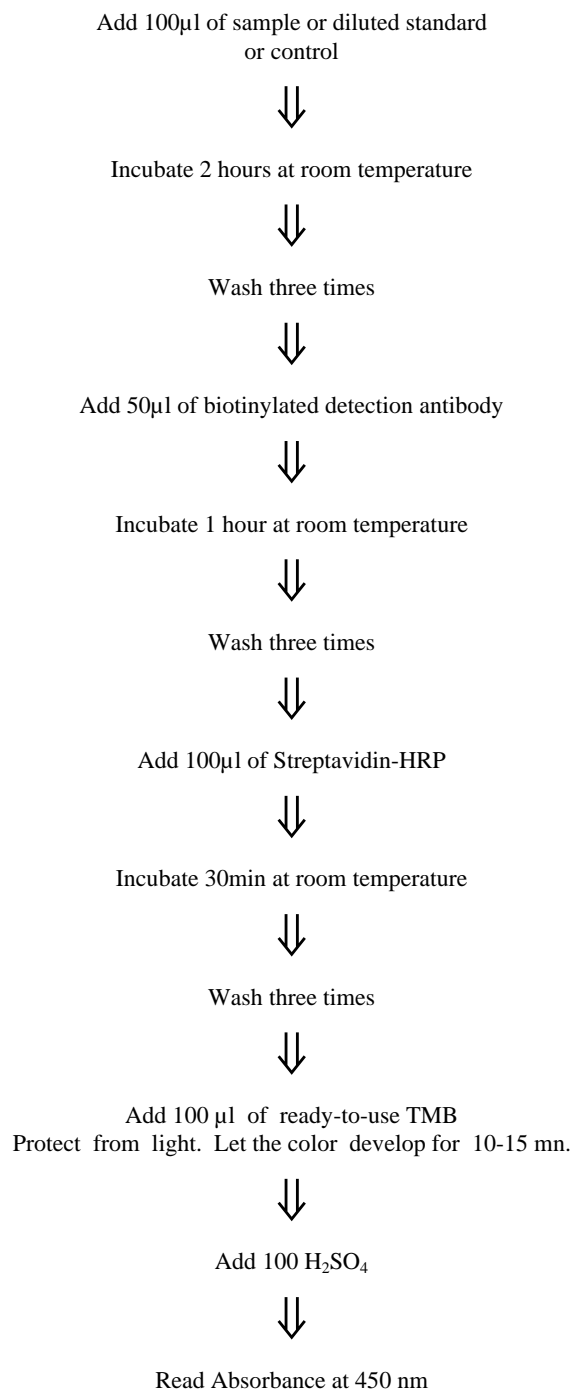 Add 100µl of sample or diluted standard
or control
⇓
Incubate 2 hours at room temperature
⇓
Wash three times
⇓
Add 50µl of biotinylated detection antibody
⇓
Incubate 1 hour at room temperature
⇓
Wash three times
⇓
Add 100µl of Streptavidin-HRP
⇓
Incubate 30min at room temperature
⇓
Wash three times
⇓
Add 100 µl of ready-to-use TMB
Protect from light. Let the color develop for 10-15 mn.
⇓
Add 100 H₂SO₄
⇓
Read Absorbance at 450 nm